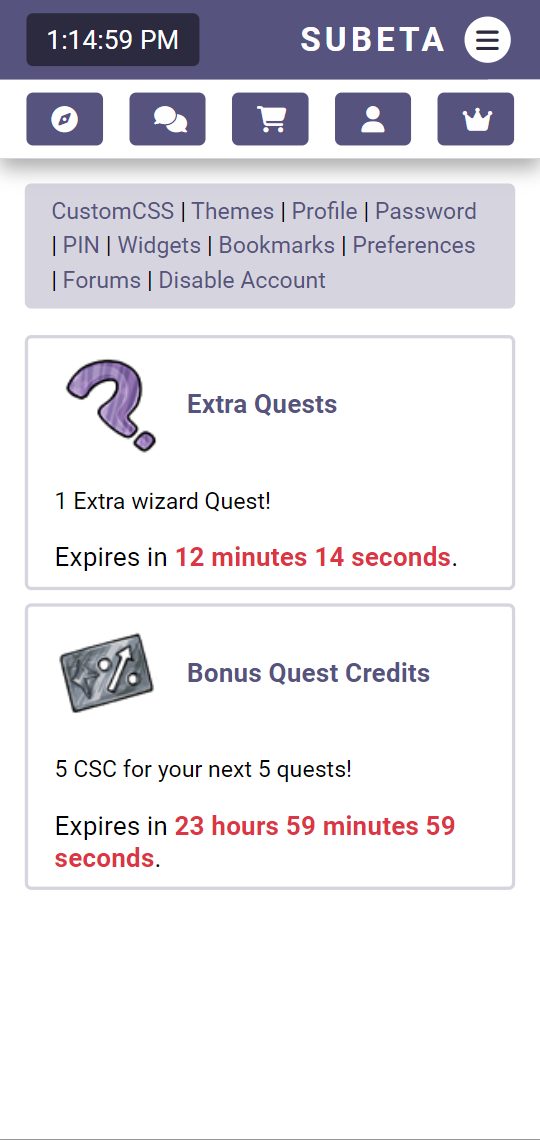 1:14:59 PM
SUBETA
CustomCSS | Themes | Profile | Password
| PIN | Widgets | Bookmarks | Preferences
| Forums | Disable Account
Extra Quests
1 Extra wizard Quest!
Expires in 12 minutes 14 seconds.
Bonus Quest Credits
5 CSC for your next 5 quests!
Expires in 23 hours 59 minutes 59
seconds.